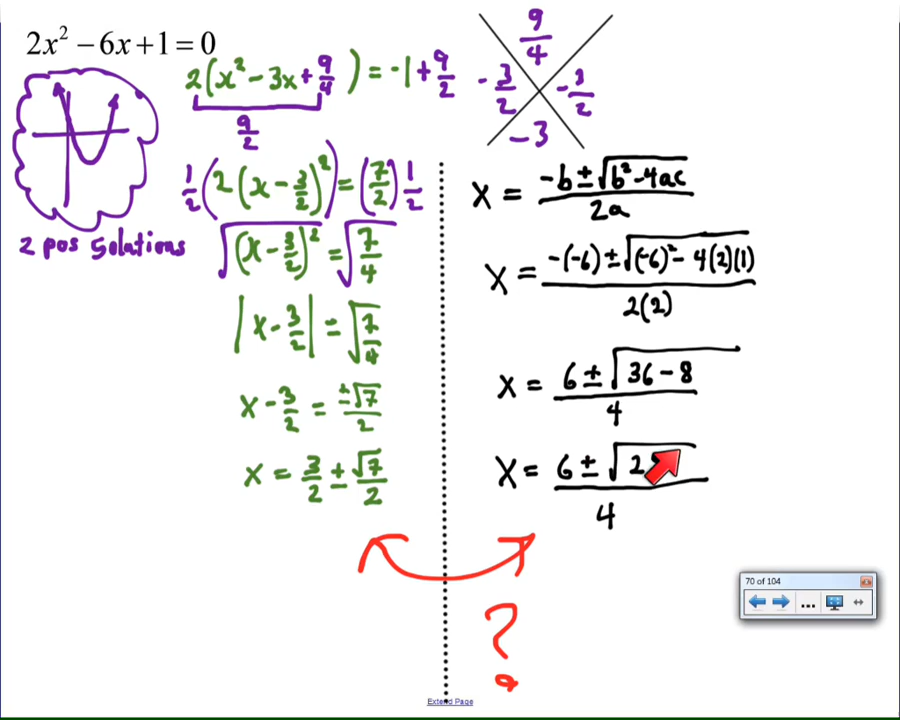 2x² − 6x + 1 = 0
2(x² − 3x + 9/4 ) = -1 + 9/2
9/2
9/4
-3/2 -3/2
-3
2 pos solutions
1/2 (2(x − 3/2)²) = (7/2) 1/2
√(x − 3/2)² = √7/4
|x − 3/2| = √7/4
x − 3/2 = ±√7/2
x = 3/2 ± √7/2
x = -b ± √b² - 4ac / 2a
x = -(-6) ± √(-6)² - 4(2)(1) / 2(2)
x = 6 ± √36 - 8 / 4
x = 6 ± √2 / 4
?
70 of 104
...
Extend Page